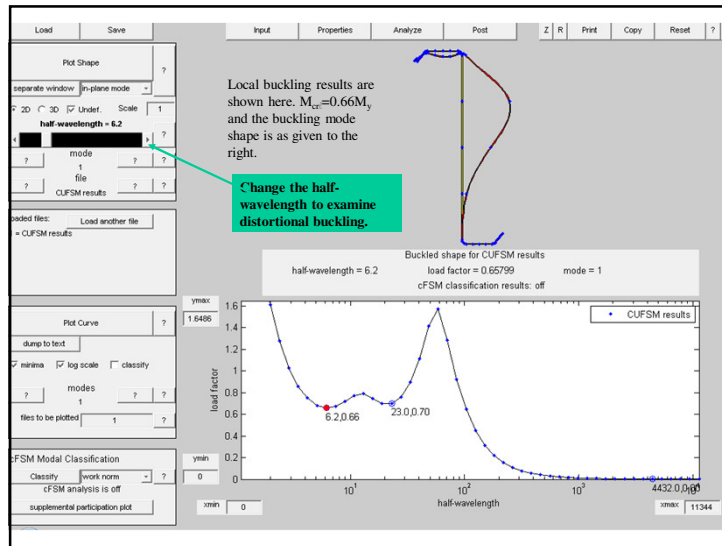 Load Save Input Properties Analyze Post Z R Print Copy Reset ?
Plot Shape ?
separate window in-plane mode
2D 3D Undef. Scale 1
half-wavelength = 6.2 ?
mode
? 1 ? ?
file
? CUFSM results ? ?
Local buckling results are
shown here. Mcrℓ=0.66My
and the buckling mode
shape is as given to the
right.
Change the half-
wavelength to examine
distortional buckling.
oaded files: Load another file
= CUFSM results
Buckled shape for CUFSM results
half-wavelength = 6.2 load factor = 0.65799 mode = 1
cFSM classification results: off
Plot Curve ?
dump to text
minima log scale classify
modes
? 1 ? ?
files to be plotted 1 ?
cFSM Modal Classification
Classify work norm ?
cFSM analysis is off
supplemental participation plot
ymax
1.6486
ymin
0
1.6
1.4
1.2
1
0.8
0.6
0.4
0.2
0
load factor
CUFSM results
6.2,0.66
23.0,0.70
10^1 10^2 10^3 10^4
half-wavelength
xmin 0
xmax 11344